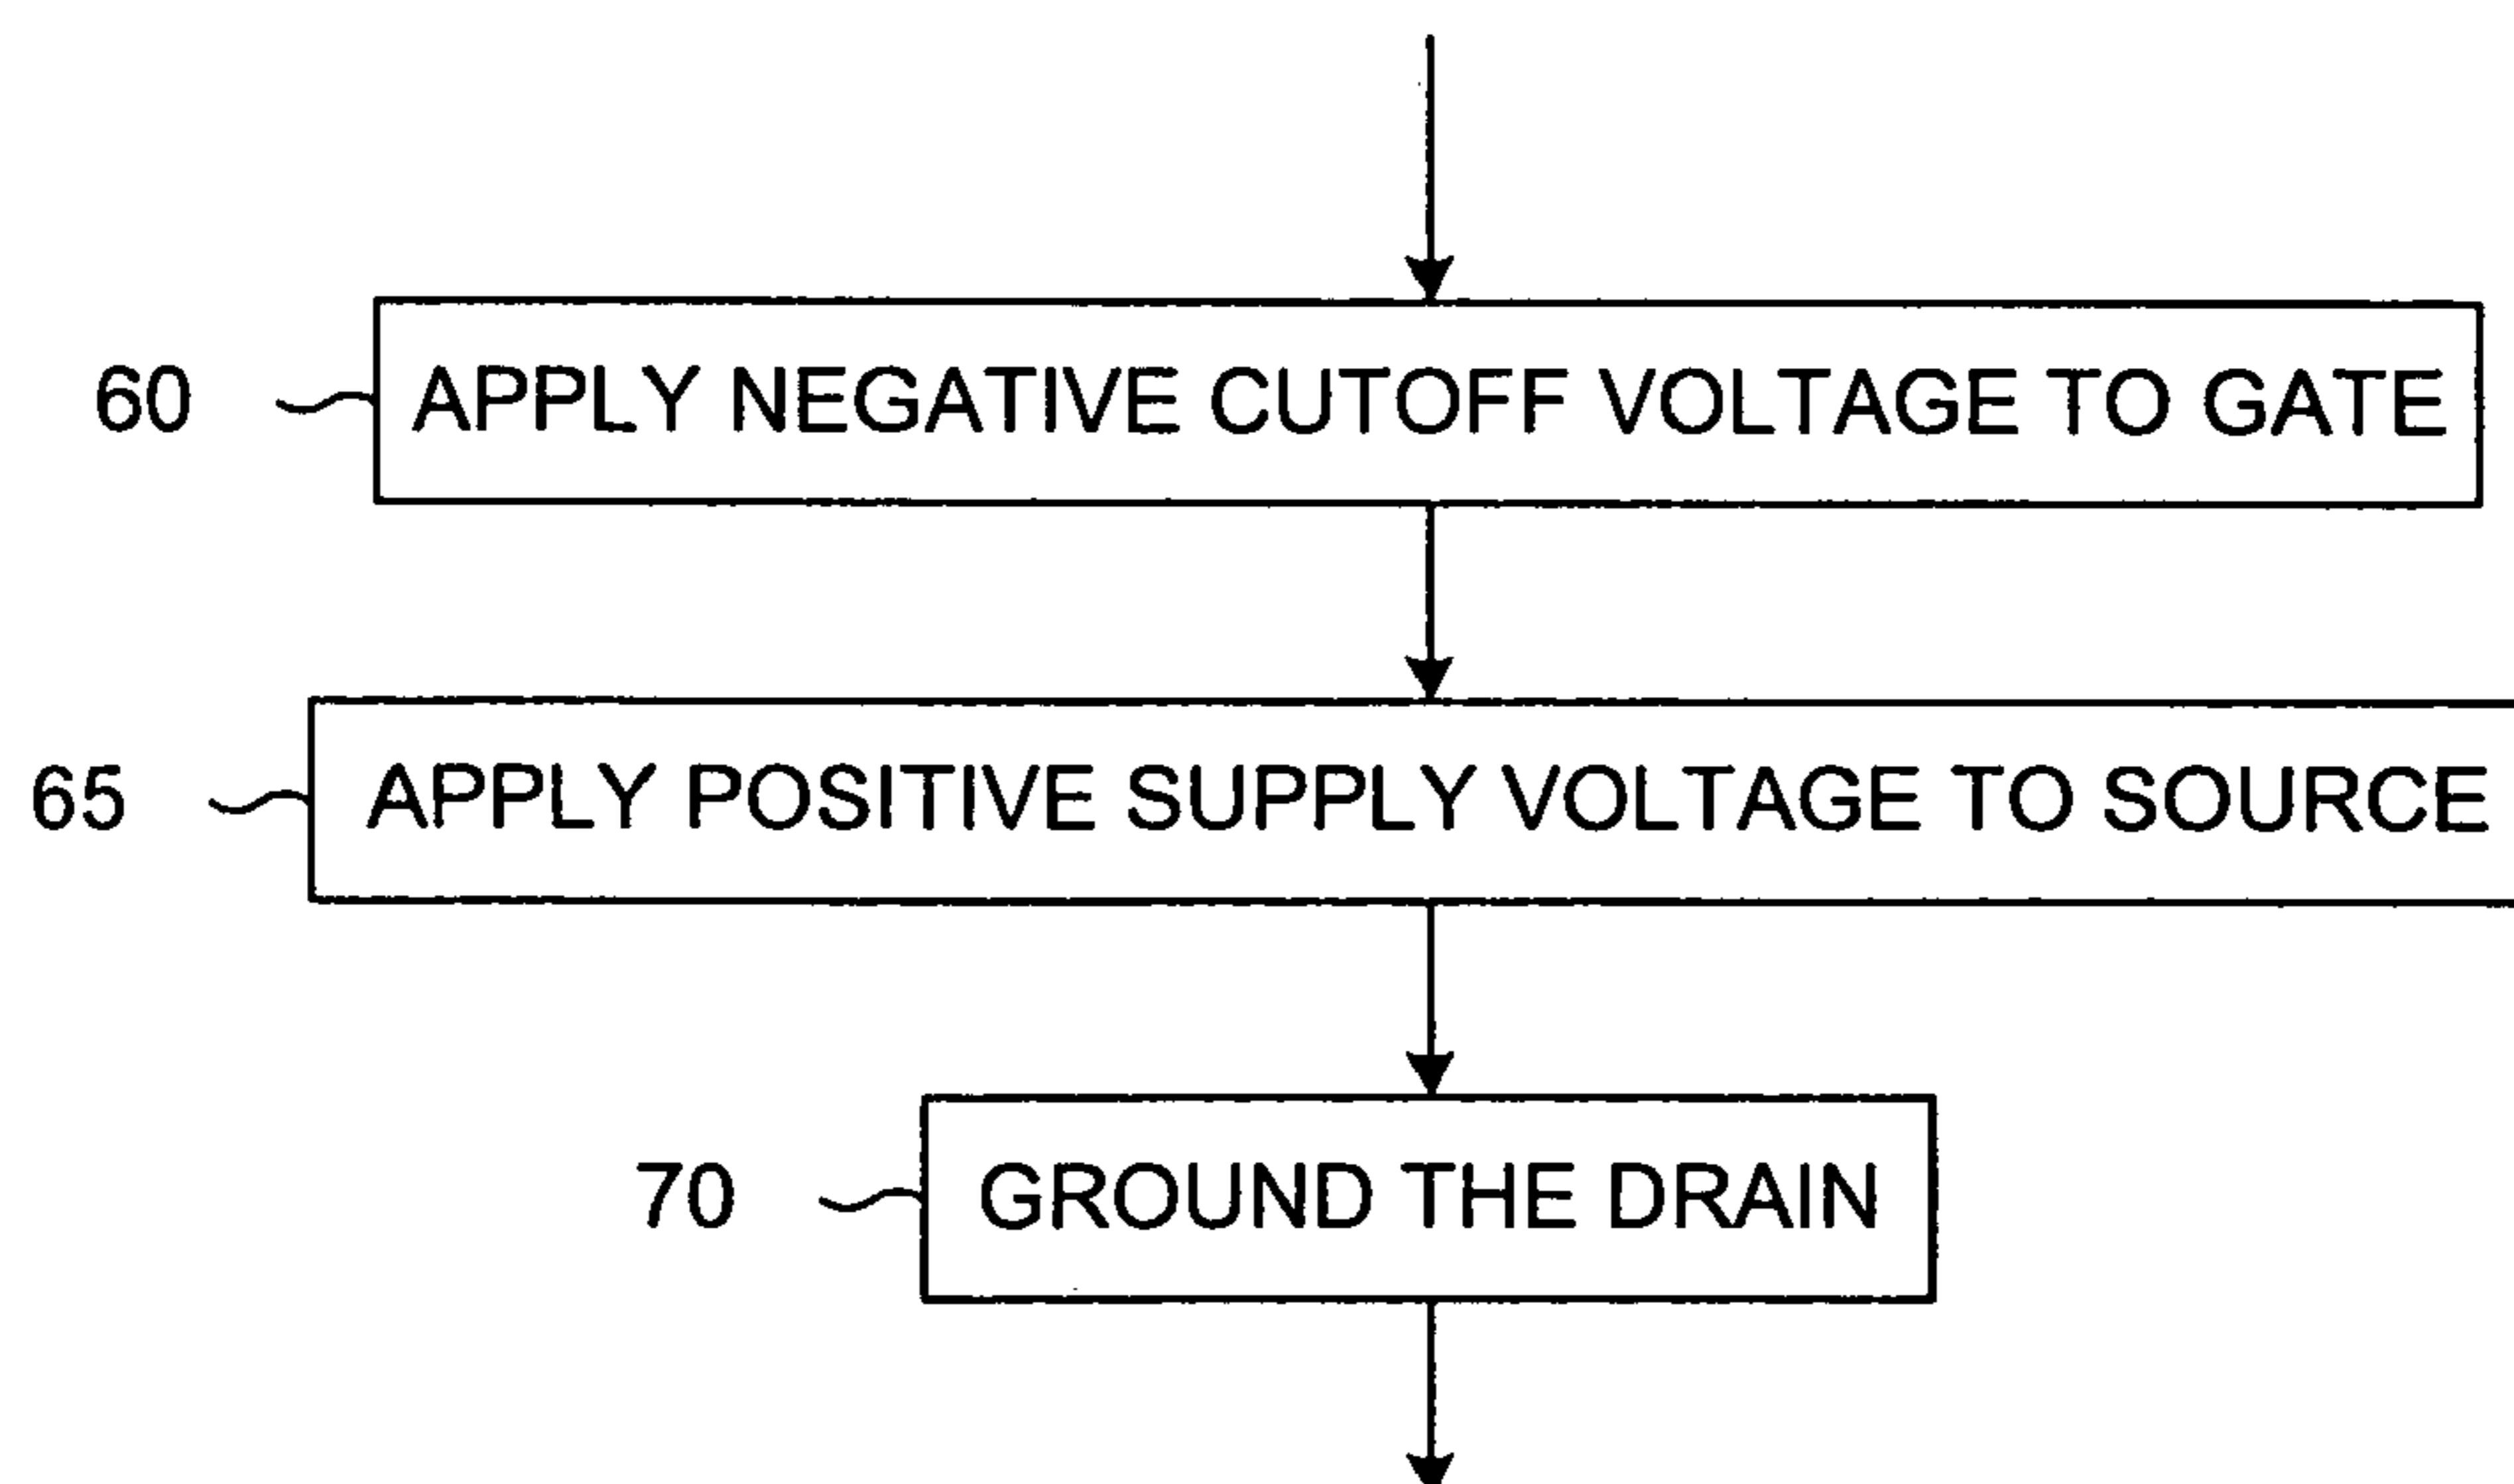 60 APPLY NEGATIVE CUTOFF VOLTAGE TO GATE
65 APPLY POSITIVE SUPPLY VOLTAGE TO SOURCE
70 GROUND THE DRAIN